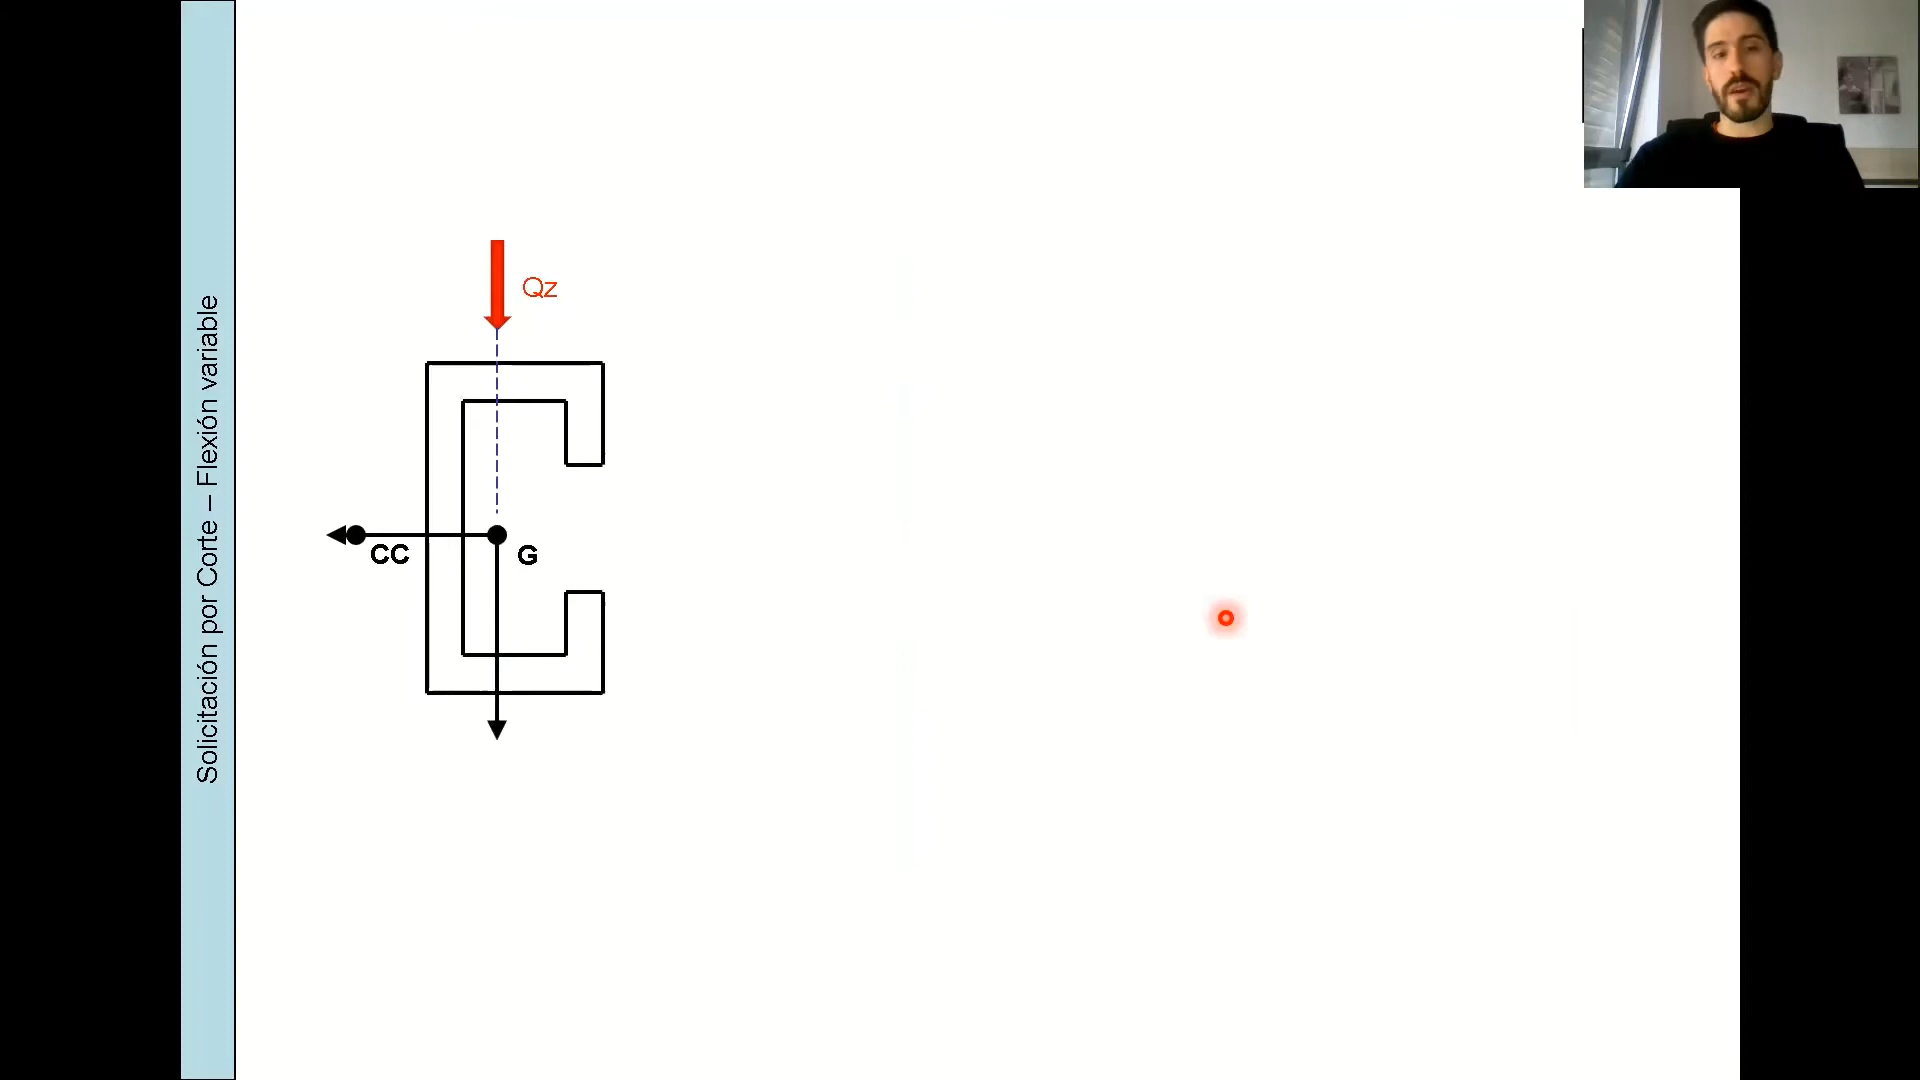 Solicitación por Corte – Flexión variable
Qz
CC
G